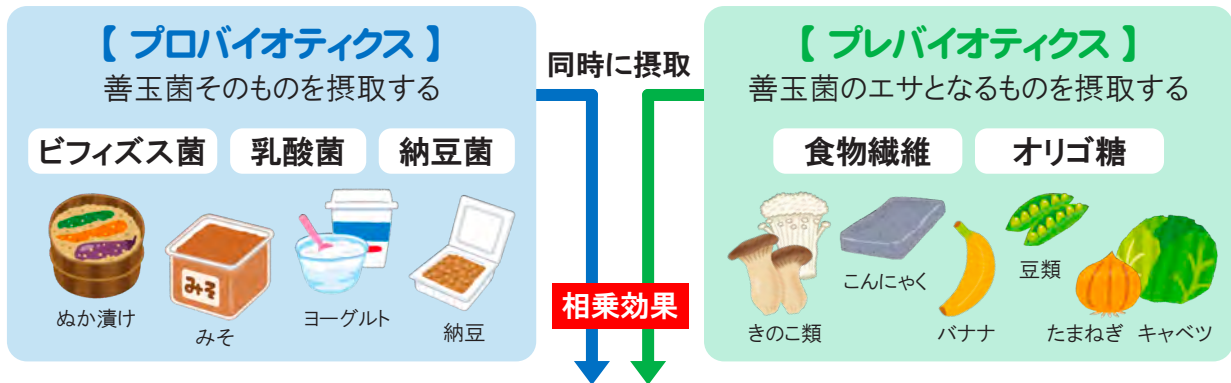 【 プロバイオティクス 】
善玉菌そのものを摂取する
ビフィズス菌
乳酸菌
納豆菌
ぬか漬け
みそ
みそ
ヨーグルト
納豆
同時に摂取
相乗効果
【 プレバイオティクス 】
善玉菌のエサとなるものを摂取する
食物繊維
オリゴ糖
きのこ類
こんにゃく
バナナ
豆類
たまねぎ
キャベツ